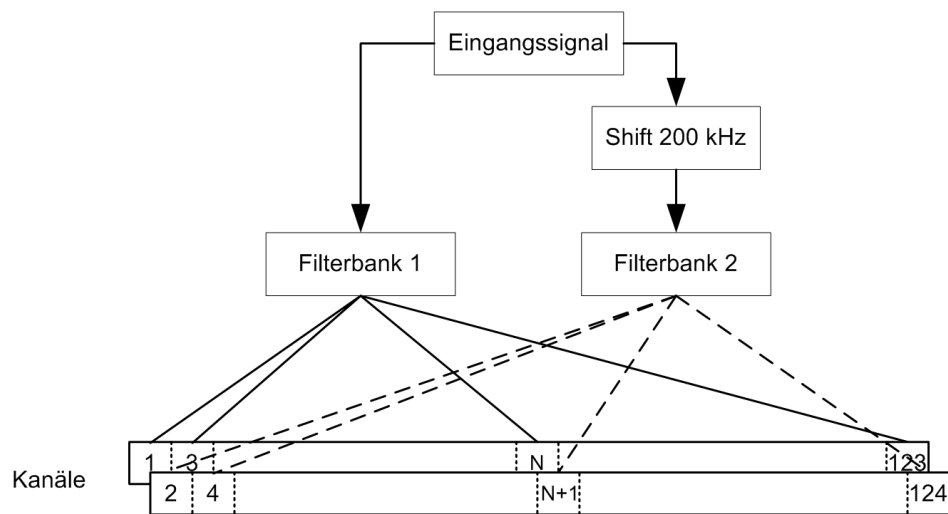 Eingangssignal
Shift 200 kHz
Filterbank 1
Filterbank 2
1 3 N 123
Kanäle
2 4 N+1 124